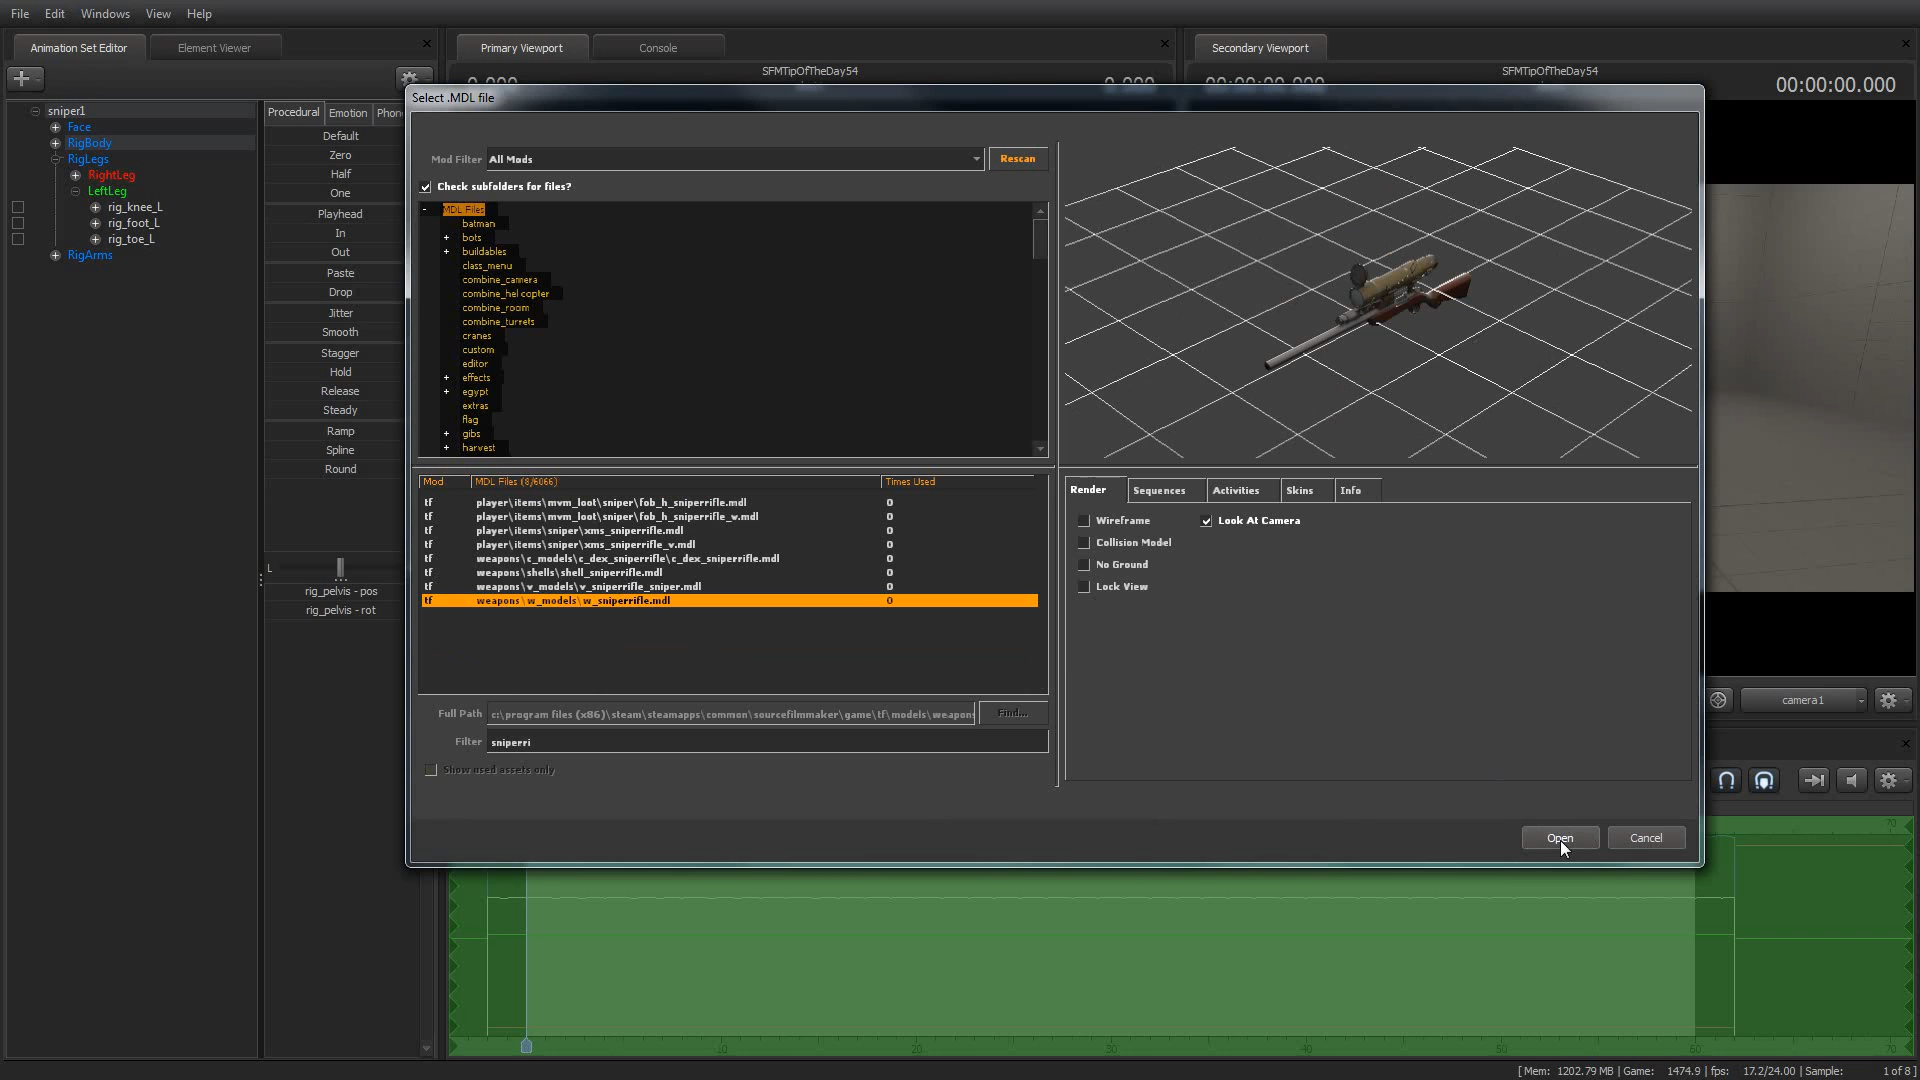 File Edit Windows View Help
Animation Set Editor Element Viewer
Primary Viewport Console
Secondary Viewport
SFMTipOfTheDay54
SFMTipOfTheDay54
00:00:00.000
Select .MDL file
sniper1
Face
RigBody
RigLegs
RightLeg
LeftLeg
rig_knee_L
rig_foot_L
rig_toe_L
RigArms
Procedural Emotion Phon
Default
Zero
Half
One
Playhead
In
Out
Paste
Drop
Jitter
Smooth
Stagger
Hold
Release
Steady
Ramp
Spline
Round
L
rig_pelvis - pos
rig_pelvis - rot
Mod Filter All Mods Rescan
Check subfolders for files?
- MDL Files
batman
+ bots
+ buildables
class_menu
combine_camera
combine_helicopter
combine_room
combine_turrets
cranes
custom
editor
+ effects
+ egypt
extras
flag
+ gibs
+ harvest
Mod MDL Files (8/6066) Times Used
tf player\items\mvm_loot\sniper\fob_h_sniperrifle.mdl 0
tf player\items\mvm_loot\sniper\fob_h_sniperrifle_v.mdl 0
tf player\items\sniper\xms_sniperrifle.mdl 0
tf player\items\sniper\xms_sniperrifle_v.mdl 0
tf weapons\c_models\c_dex_sniperrifle\c_dex_sniperrifle.mdl 0
tf weapons\shells\shell_sniperrifle.mdl 0
tf weapons\v_models\v_sniperrifle_sniper.mdl 0
tf weapons\w_models\w_sniperrifle.mdl 0
Full Path c:\program files (x86)\steam\steamapps\common\sourcefilmmaker\game\tf\models\weapons Find...
Filter sniperri
Show used assets only
Render Sequences Activities Skins Info
Wireframe Look At Camera
Collision Model
No Ground
Lock View
Open Cancel
camera1
70
10 20 30 40 50 60 70
[ Mem: 1202.79 MB | Game: 1474.9 | fps: 17.2/24.00 | Sample: 1 of 8 ]